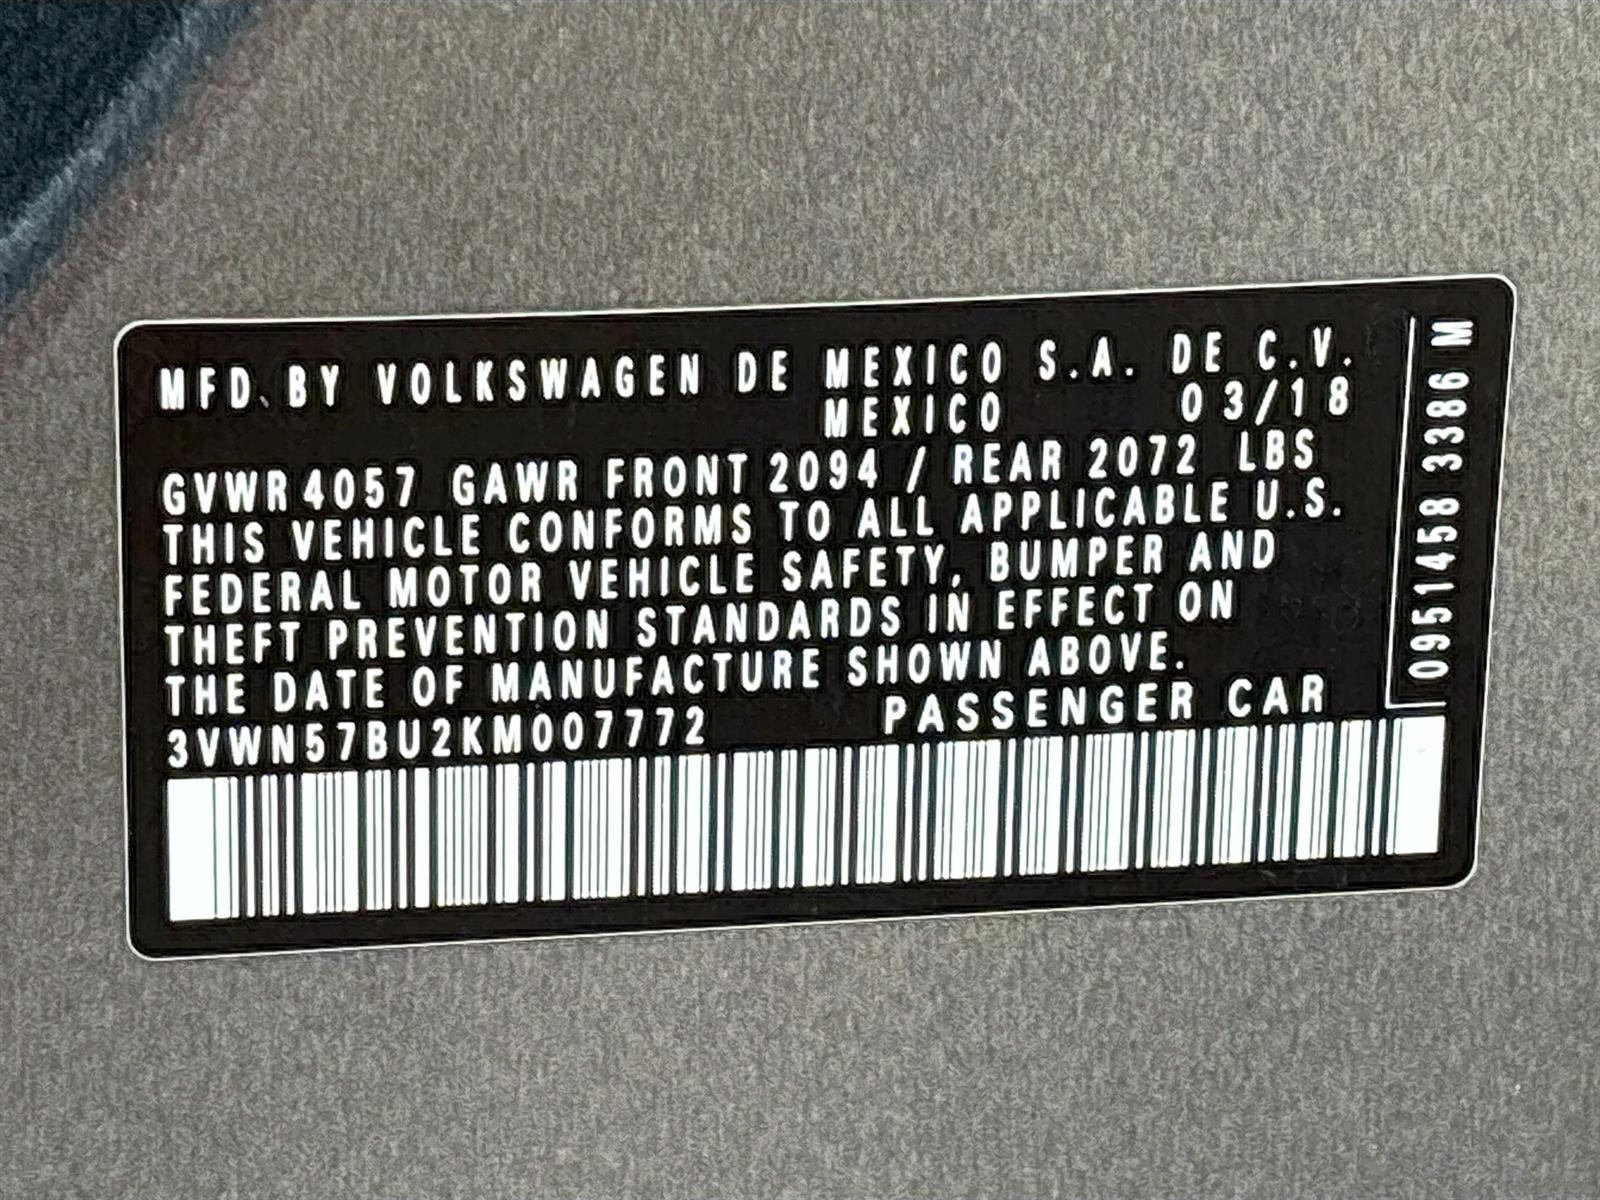 MFD. BY VOLKSWAGEN DE MEXICO S.A. DE C.V.
MEXICO 03/18
GVWR 4057 GAWR FRONT 2094 / REAR 2072 LBS
THIS VEHICLE CONFORMS TO ALL APPLICABLE U.S.
FEDERAL MOTOR VEHICLE SAFETY, BUMPER AND
THEFT PREVENTION STANDARDS IN EFFECT ON
THE DATE OF MANUFACTURE SHOWN ABOVE.
3VWN57BU2KM007772 PASSENGER CAR
0951458 3386 M